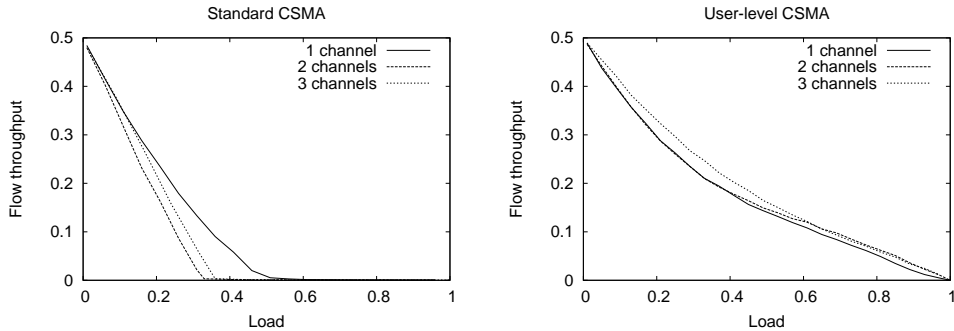 Standard CSMA
0.5
0.4
0.3
0.2
0.1
0
0 0.2 0.4 0.6 0.8 1
Flow throughput
Load
1 channel
2 channels
3 channels
User-level CSMA
0.5
0.4
0.3
0.2
0.1
0
0 0.2 0.4 0.6 0.8 1
Flow throughput
Load
1 channel
2 channels
3 channels